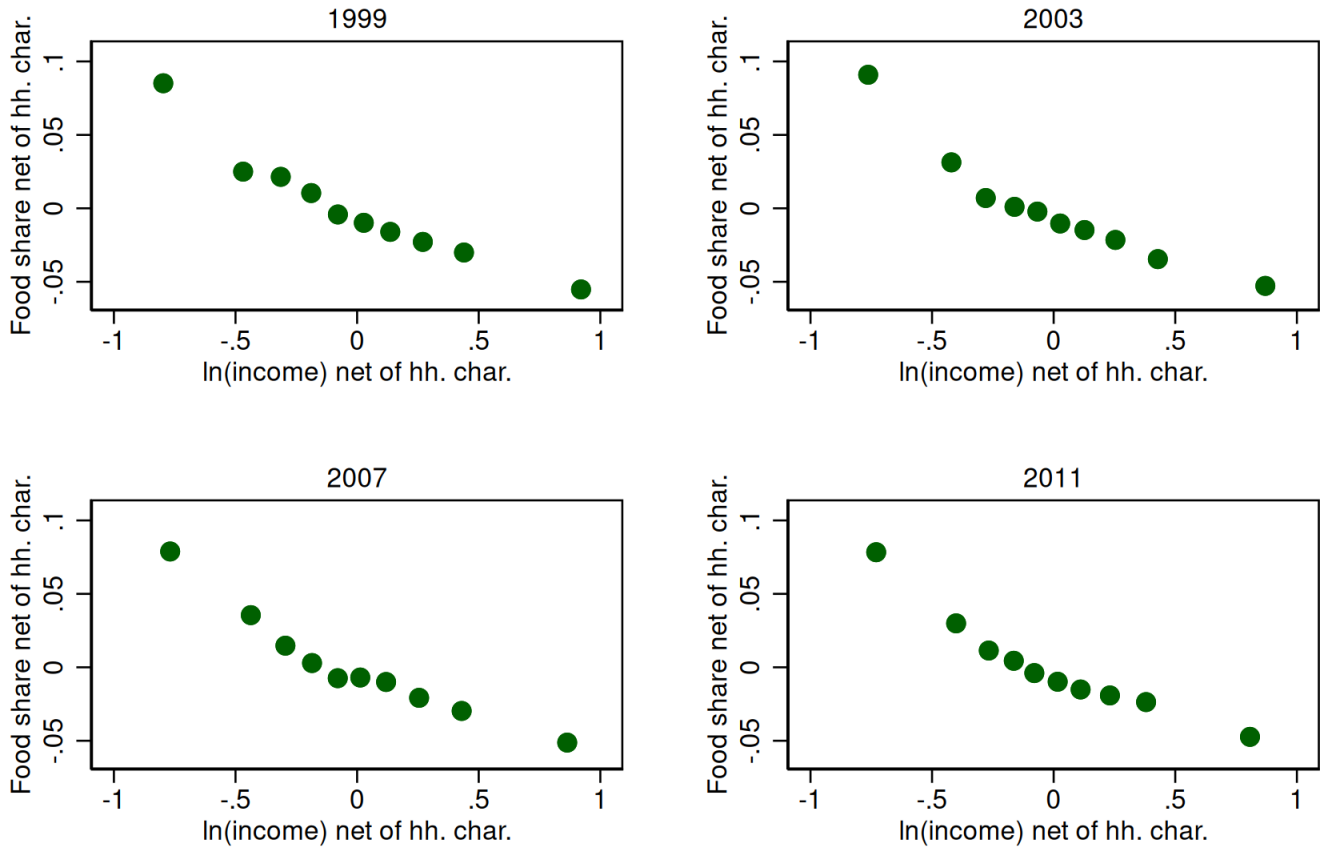 1999
Food share net of hh. char.
.1
.05
0
-.05
-1 -.5 0 .5 1
ln(income) net of hh. char.
2003
Food share net of hh. char.
.1
.05
0
-.05
-1 -.5 0 .5 1
ln(income) net of hh. char.
2007
Food share net of hh. char.
.1
.05
0
-.05
-1 -.5 0 .5 1
ln(income) net of hh. char.
2011
Food share net of hh. char.
.1
.05
0
-.05
-1 -.5 0 .5 1
ln(income) net of hh. char.